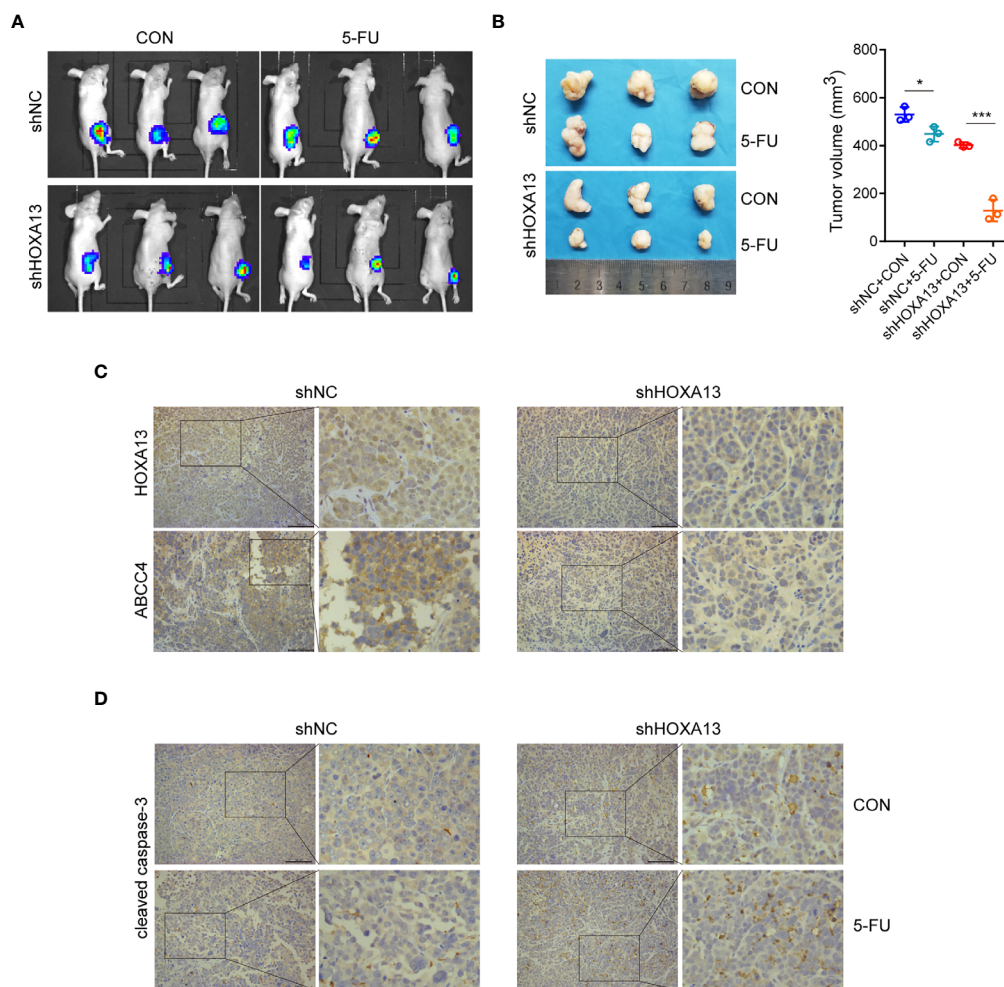 A
CON
5-FU
shNC
shHOXA13
B
shNC
CON
5-FU
shHOXA13
CON
5-FU
1 2 3 4 5 6 7 8 9
Tumor volume (mm3)
800
600
400
200
0
*
***
shNC+CON
shNC+5-FU
shHOXA13+CON
shHOXA13+5-FU
C
shNC
shHOXA13
HOXA13
ABCC4
D
shNC
shHOXA13
cleaved caspase-3
CON
5-FU